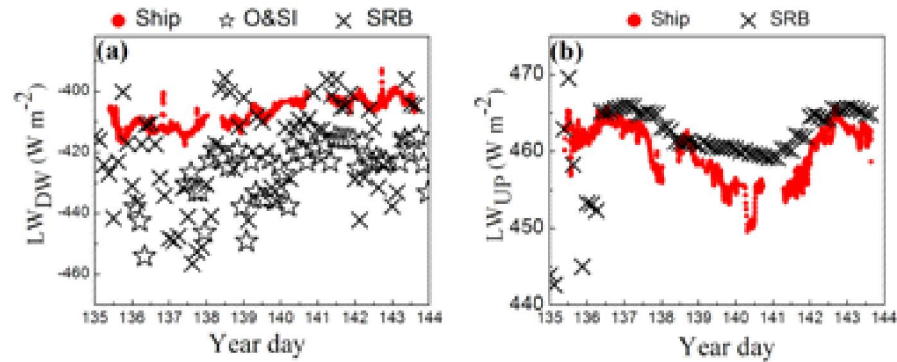 ● Ship ☆ O&SI × SRB
(a)
LW_DW (W m⁻²)
-400
-420
-440
-460
135 136 137 138 139 140 141 142 143 144
Year day
● Ship × SRB
(b)
LW_UP (W m⁻²)
470
460
450
440
135 136 137 138 139 140 141 142 143 144
Year day